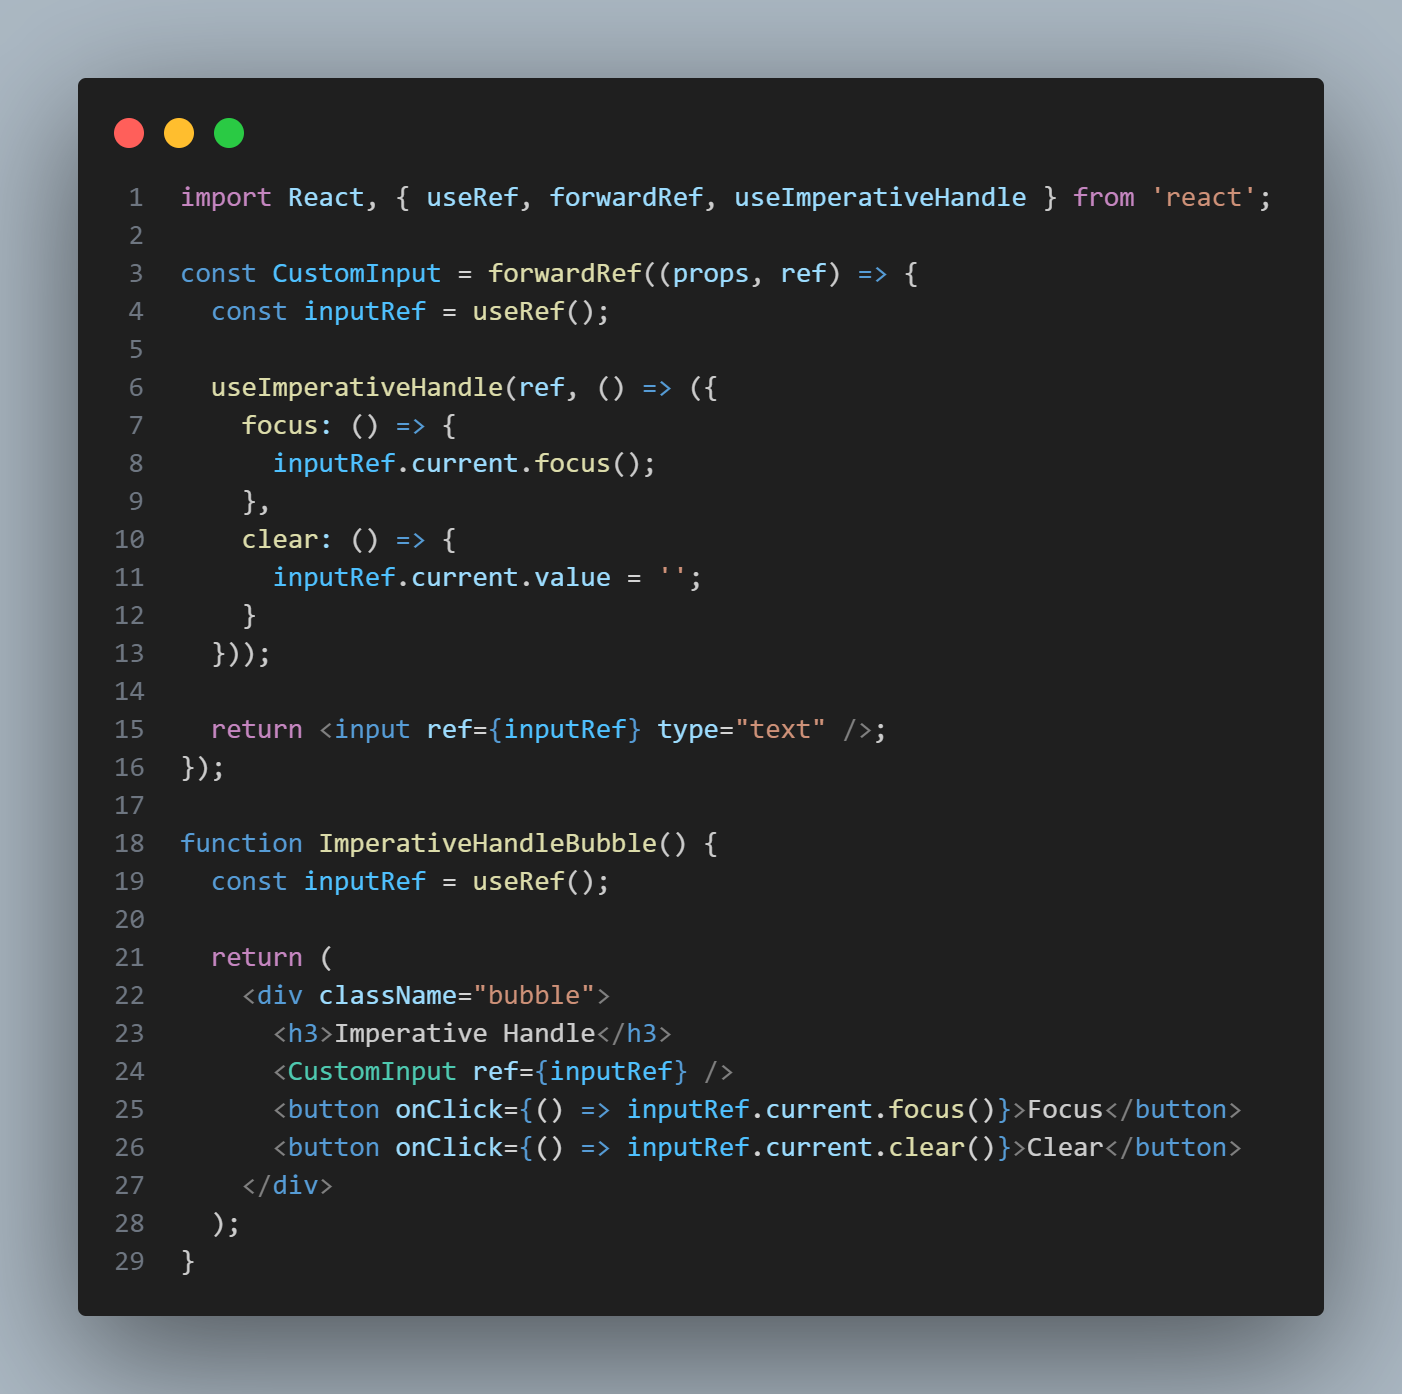 1 import React, { useRef, forwardRef, useImperativeHandle } from 'react';
2
3 const CustomInput = forwardRef((props, ref) => {
4   const inputRef = useRef();
5
6   useImperativeHandle(ref, () => ({
7     focus: () => {
8       inputRef.current.focus();
9     },
10     clear: () => {
11       inputRef.current.value = '';
12     }
13   }));
14
15   return <input ref={inputRef} type="text" />;
16 });
17
18 function ImperativeHandleBubble() {
19   const inputRef = useRef();
20
21   return (
22     <div className="bubble">
23       <h3>Imperative Handle</h3>
24       <CustomInput ref={inputRef} />
25       <button onClick={() => inputRef.current.focus()}>Focus</button>
26       <button onClick={() => inputRef.current.clear()}>Clear</button>
27     </div>
28   );
29 }